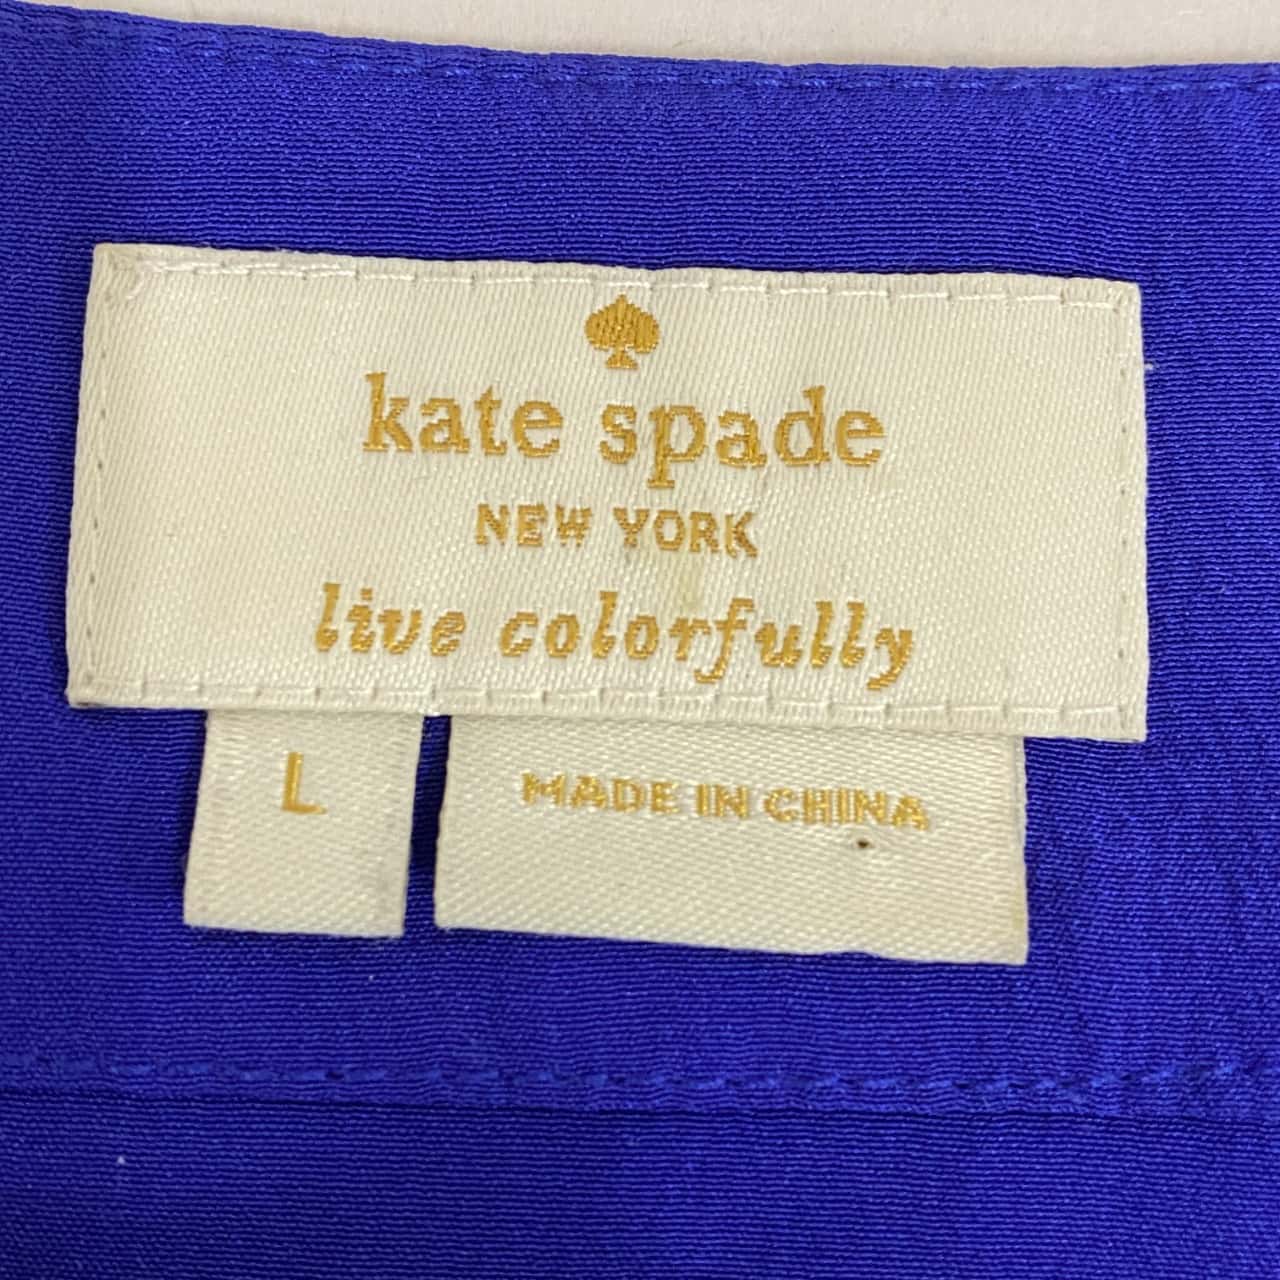 kate spade
NEW YORK
live colorfully
L
MADE IN CHINA